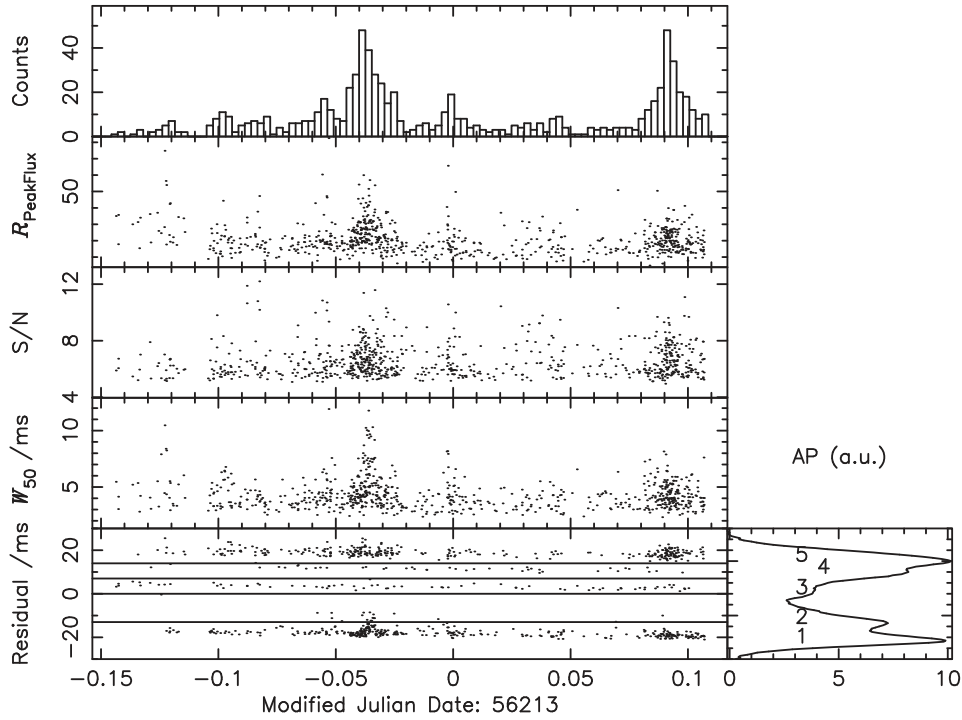 Counts
0 20 40
R_PeakFlux
50
S/N
4 8 12
W_50 /ms
5 10
AP (a.u.)
Residual /ms
−20 0 20
5
4
3
2
1
−0.15 −0.1 −0.05 0 0.05 0.1
0 5 10
Modified Julian Date: 56213